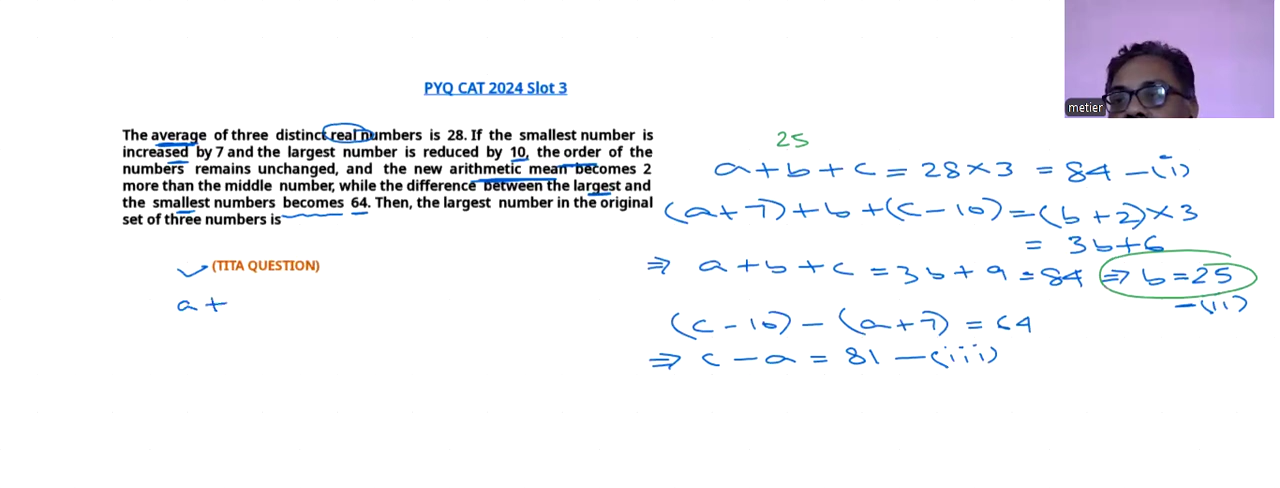 metier
PYQ CAT 2024 Slot 3
The average of three distinct real numbers is 28. If the smallest number is
increased by 7 and the largest number is reduced by 10, the order of the
numbers remains unchanged, and the new arithmetic mean becomes 2
more than the middle number, while the difference between the largest and
the smallest numbers becomes 64. Then, the largest number in the original
set of three numbers is
(TITA QUESTION)
a +
25
a + b + c = 28 × 3 = 84 — (i)
(a + 7) + b + (c - 10) = (b + 2) × 3
= 3b + 6
⇒ a + b + c = 3b + 9 = 84 ⇒ b = 25
— (ii)
(c - 10) - (a + 7) = 64
⇒ c - a = 81 — (iii)